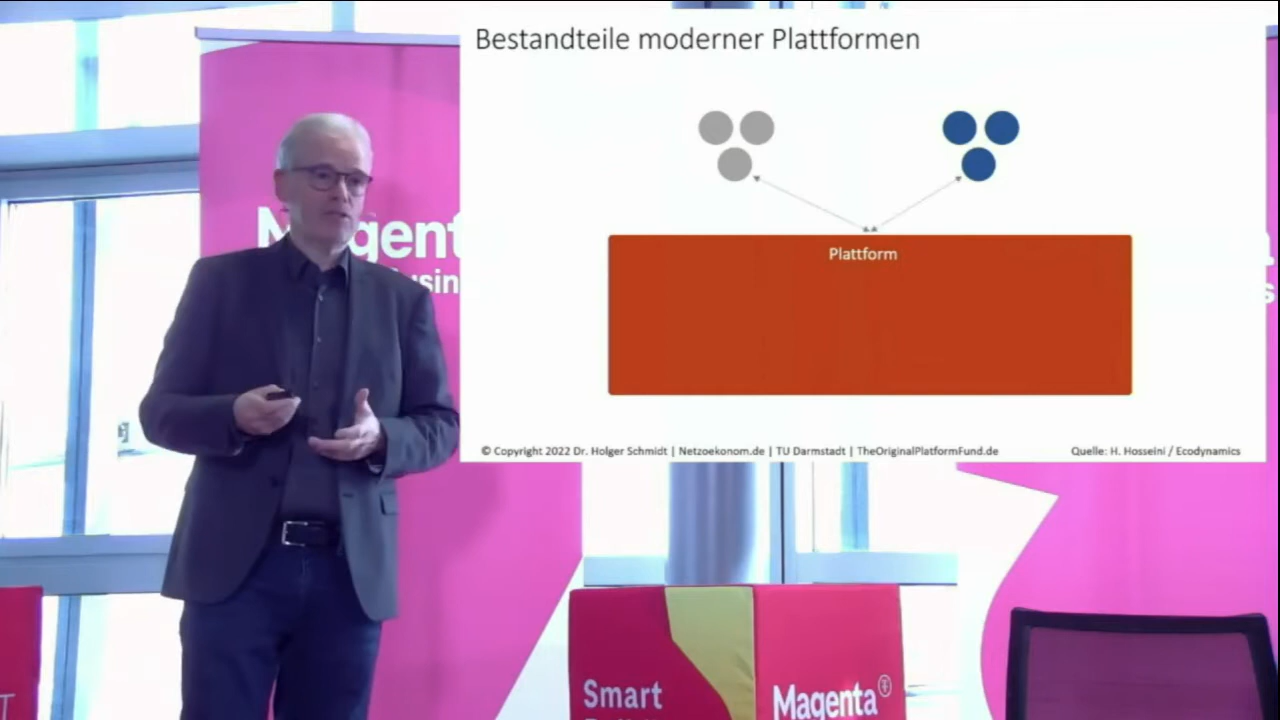 Bestandteile moderner Plattformen
Plattform
© Copyright 2022 Dr. Holger Schmidt | Netzoekonom.de | TU Darmstadt | TheOriginalPlatformFund.de
Quelle: H. Hosseini / Ecodynamics
Smart
Magenta